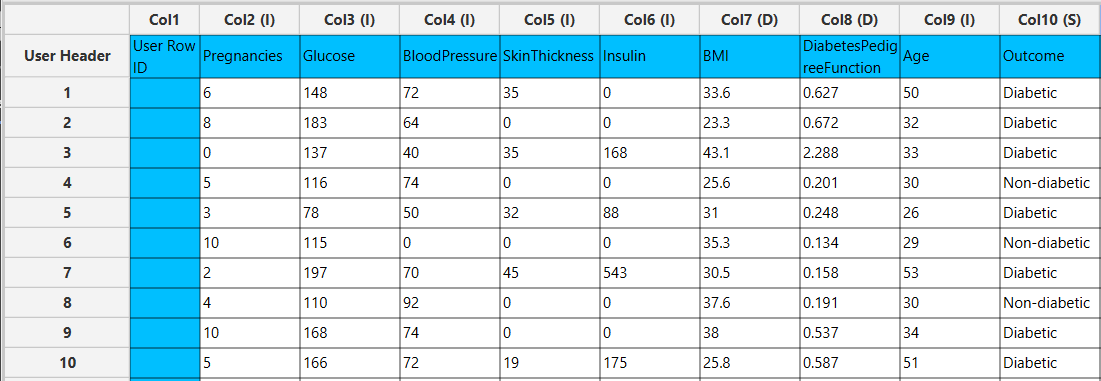 Col1 Col2 (I) Col3 (I) Col4 (I) Col5 (I) Col6 (I) Col7 (D) Col8 (D) Col9 (I) Col10 (S)
User Header User Row ID Pregnancies Glucose BloodPressure SkinThickness Insulin BMI DiabetesPedigreeFunction Age Outcome
1 6 148 72 35 0 33.6 0.627 50 Diabetic
2 8 183 64 0 0 23.3 0.672 32 Diabetic
3 0 137 40 35 168 43.1 2.288 33 Diabetic
4 5 116 74 0 0 25.6 0.201 30 Non-diabetic
5 3 78 50 32 88 31 0.248 26 Diabetic
6 10 115 0 0 0 35.3 0.134 29 Non-diabetic
7 2 197 70 45 543 30.5 0.158 53 Diabetic
8 4 110 92 0 0 37.6 0.191 30 Non-diabetic
9 10 168 74 0 0 38 0.537 34 Diabetic
10 5 166 72 19 175 25.8 0.587 51 Diabetic